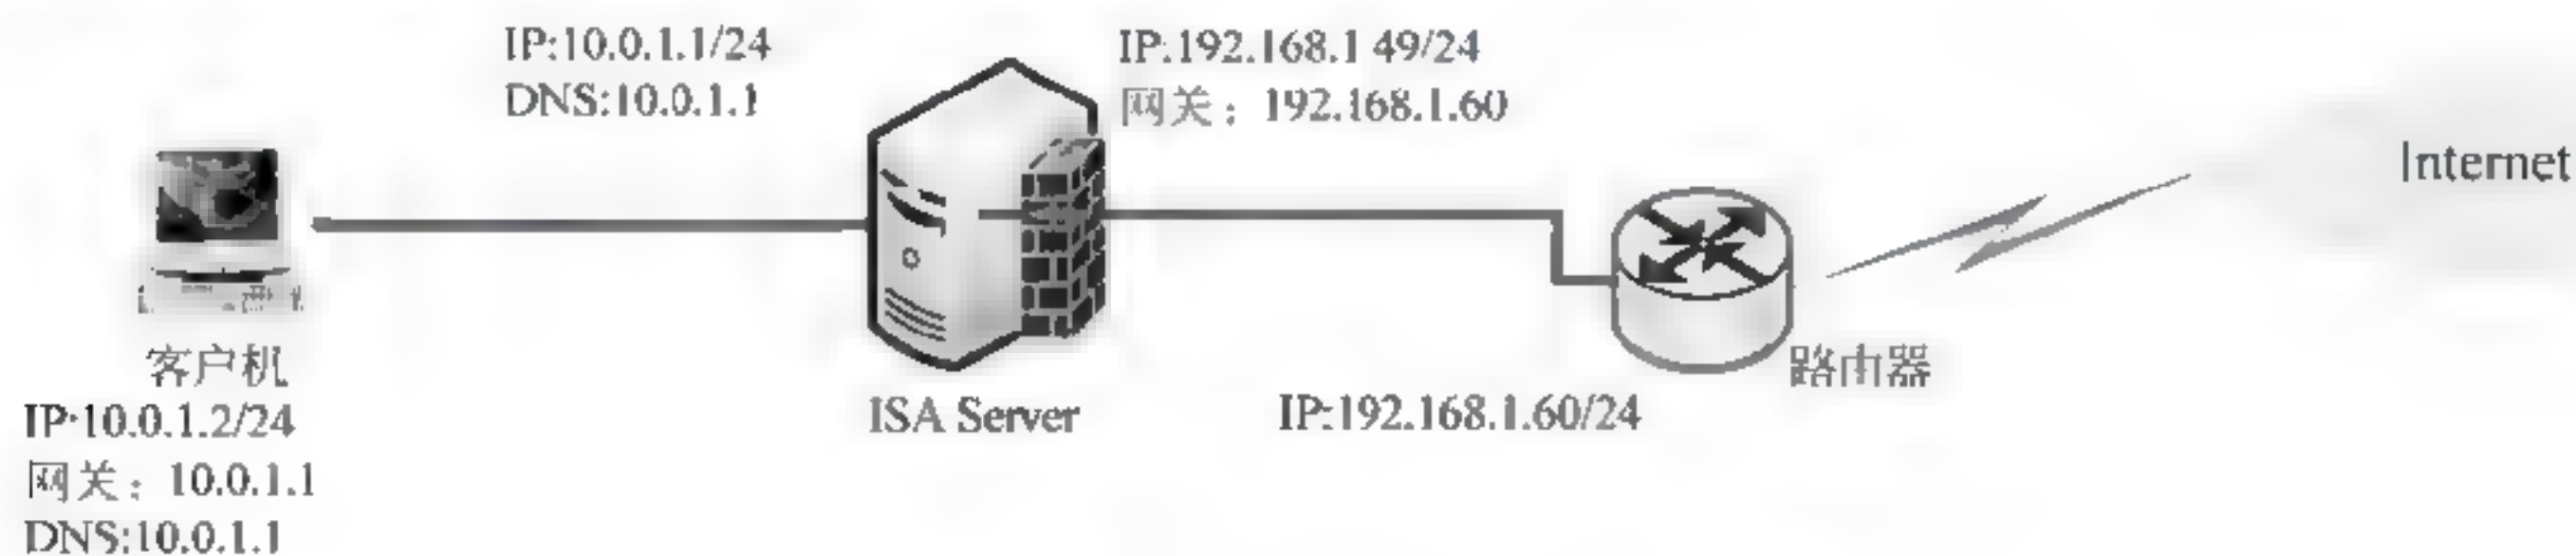 IP:10.0.1.1/24
DNS:10.0.1.1
IP:192.168.1 49/24
网关：192.168.1.60
Internet
客户机
IP:10.0.1.2/24
网关：10.0.1.1
DNS:10.0.1.1
ISA Server
IP:192.168.1.60/24
路由器